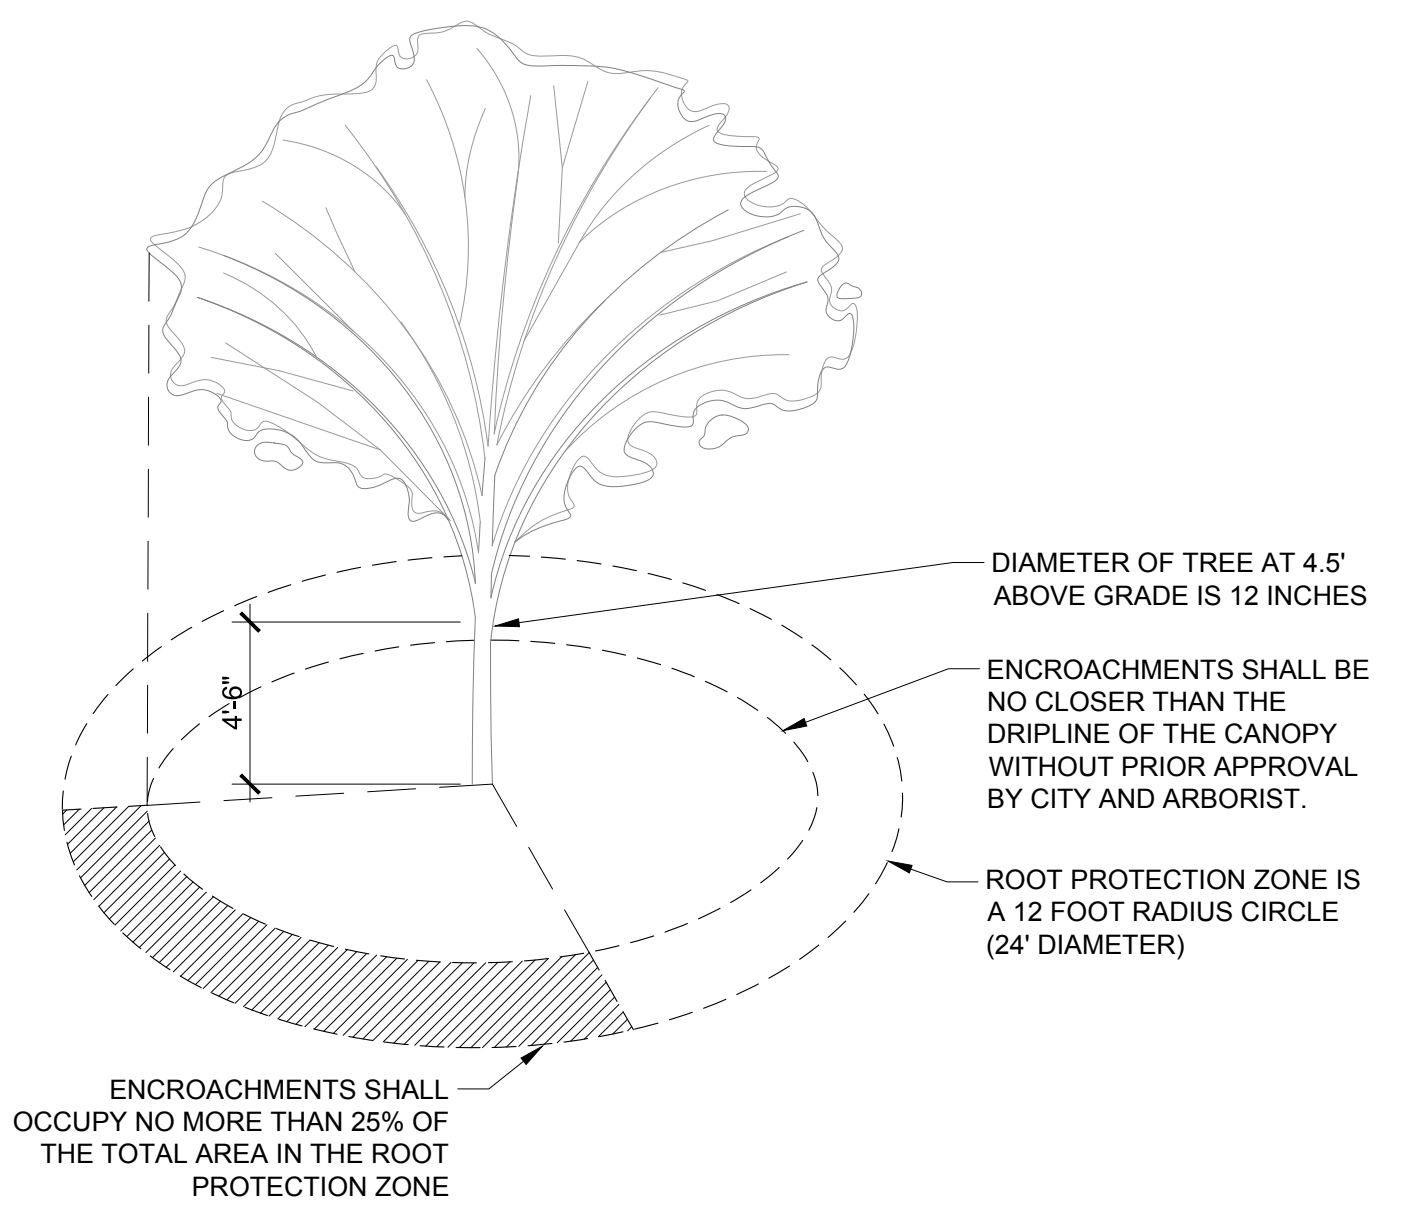 DIAMETER OF TREE AT 4.5'
ABOVE GRADE IS 12 INCHES
ENCROACHMENTS SHALL BE
NO CLOSER THAN THE
DRIPLINE OF THE CANOPY
WITHOUT PRIOR APPROVAL
BY CITY AND ARBORIST.
4'-6"
ROOT PROTECTION ZONE IS
A 12 FOOT RADIUS CIRCLE
(24' DIAMETER)
ENCROACHMENTS SHALL
OCCUPY NO MORE THAN 25% OF
THE TOTAL AREA IN THE ROOT
PROTECTION ZONE